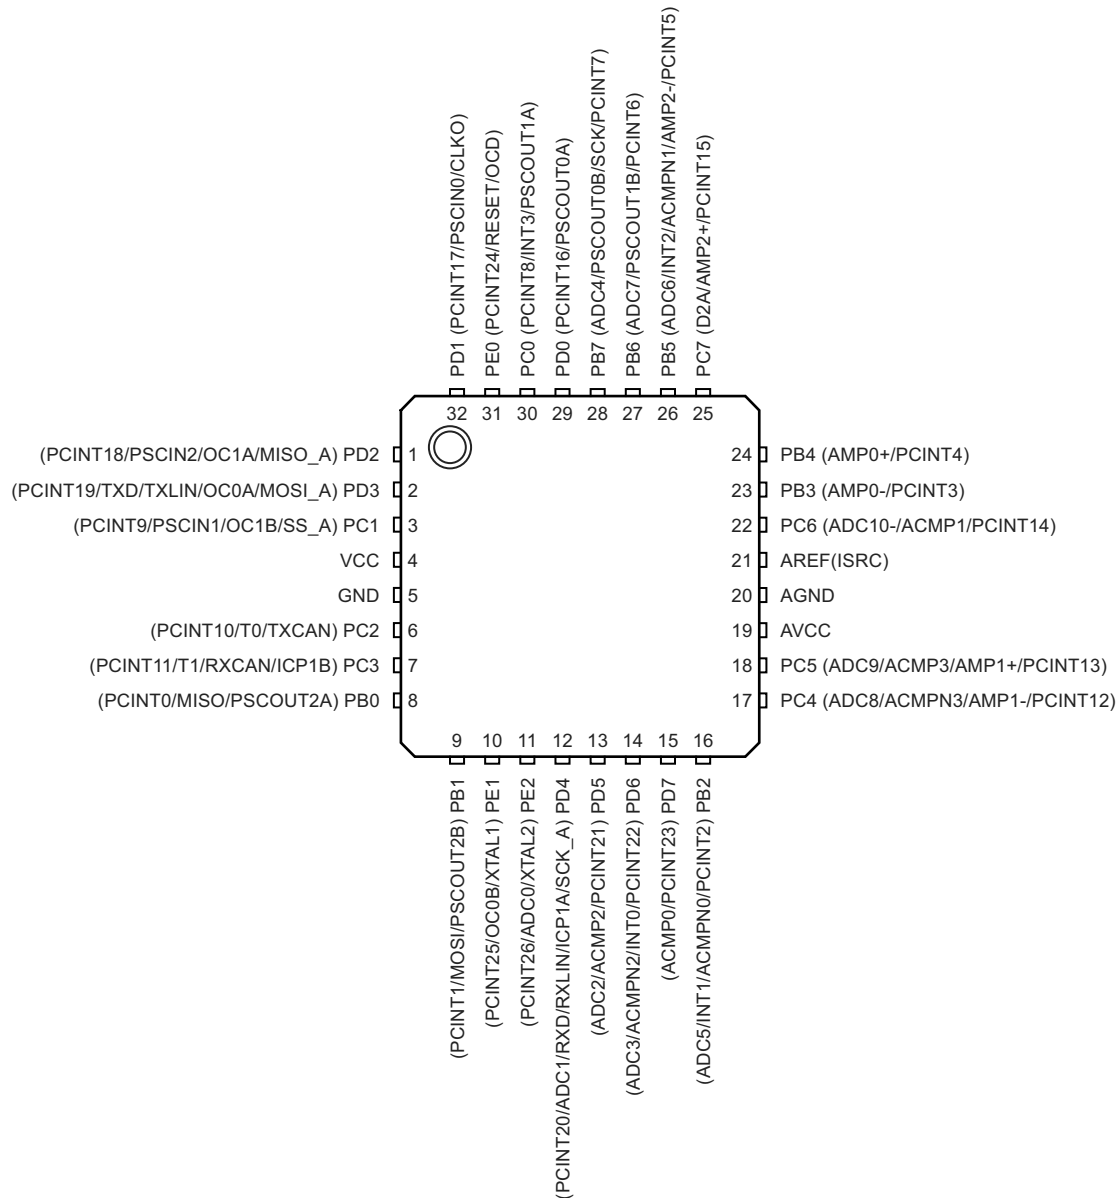 PD1 (PCINT17/PSCIN0/CLKO)
PE0 (PCINT24/RESET/OCD)
PC0 (PCINT8/INT3/PSCOUT1A)
PD0 (PCINT16/PSCOUT0A)
PB7 (ADC4/PSCOUT0B/SCK/PCINT7)
PB6 (ADC7/PSCOUT1B/PCINT6)
PB5 (ADC6/INT2/ACMPN1/AMP2-/PCINT5)
PC7 (D2A/AMP2+/PCINT15)
32 31 30 29 28 27 26 25
(PCINT18/PSCIN2/OC1A/MISO_A) PD2 1
(PCINT19/TXD/TXLIN/OC0A/MOSI_A) PD3 2
(PCINT9/PSCIN1/OC1B/SS_A) PC1 3
VCC 4
GND 5
(PCINT10/T0/TXCAN) PC2 6
(PCINT11/T1/RXCAN/ICP1B) PC3 7
(PCINT0/MISO/PSCOUT2A) PB0 8
24 PB4 (AMP0+/PCINT4)
23 PB3 (AMP0-/PCINT3)
22 PC6 (ADC10-/ACMP1/PCINT14)
21 AREF(ISRC)
20 AGND
19 AVCC
18 PC5 (ADC9/ACMP3/AMP1+/PCINT13)
17 PC4 (ADC8/ACMPN3/AMP1-/PCINT12)
9 10 11 12 13 14 15 16
(PCINT1/MOSI/PSCOUT2B) PB1
(PCINT25/OC0B/XTAL1) PE1
(PCINT26/ADC0/XTAL2) PE2
(PCINT20/ADC1/RXD/RXLIN/ICP1A/SCK_A) PD4
(ADC2/ACMP2/PCINT21) PD5
(ADC3/ACMPN2/INT0/PCINT22) PD6
(ACMP0/PCINT23) PD7
(ADC5/INT1/ACMPN0/PCINT2) PB2